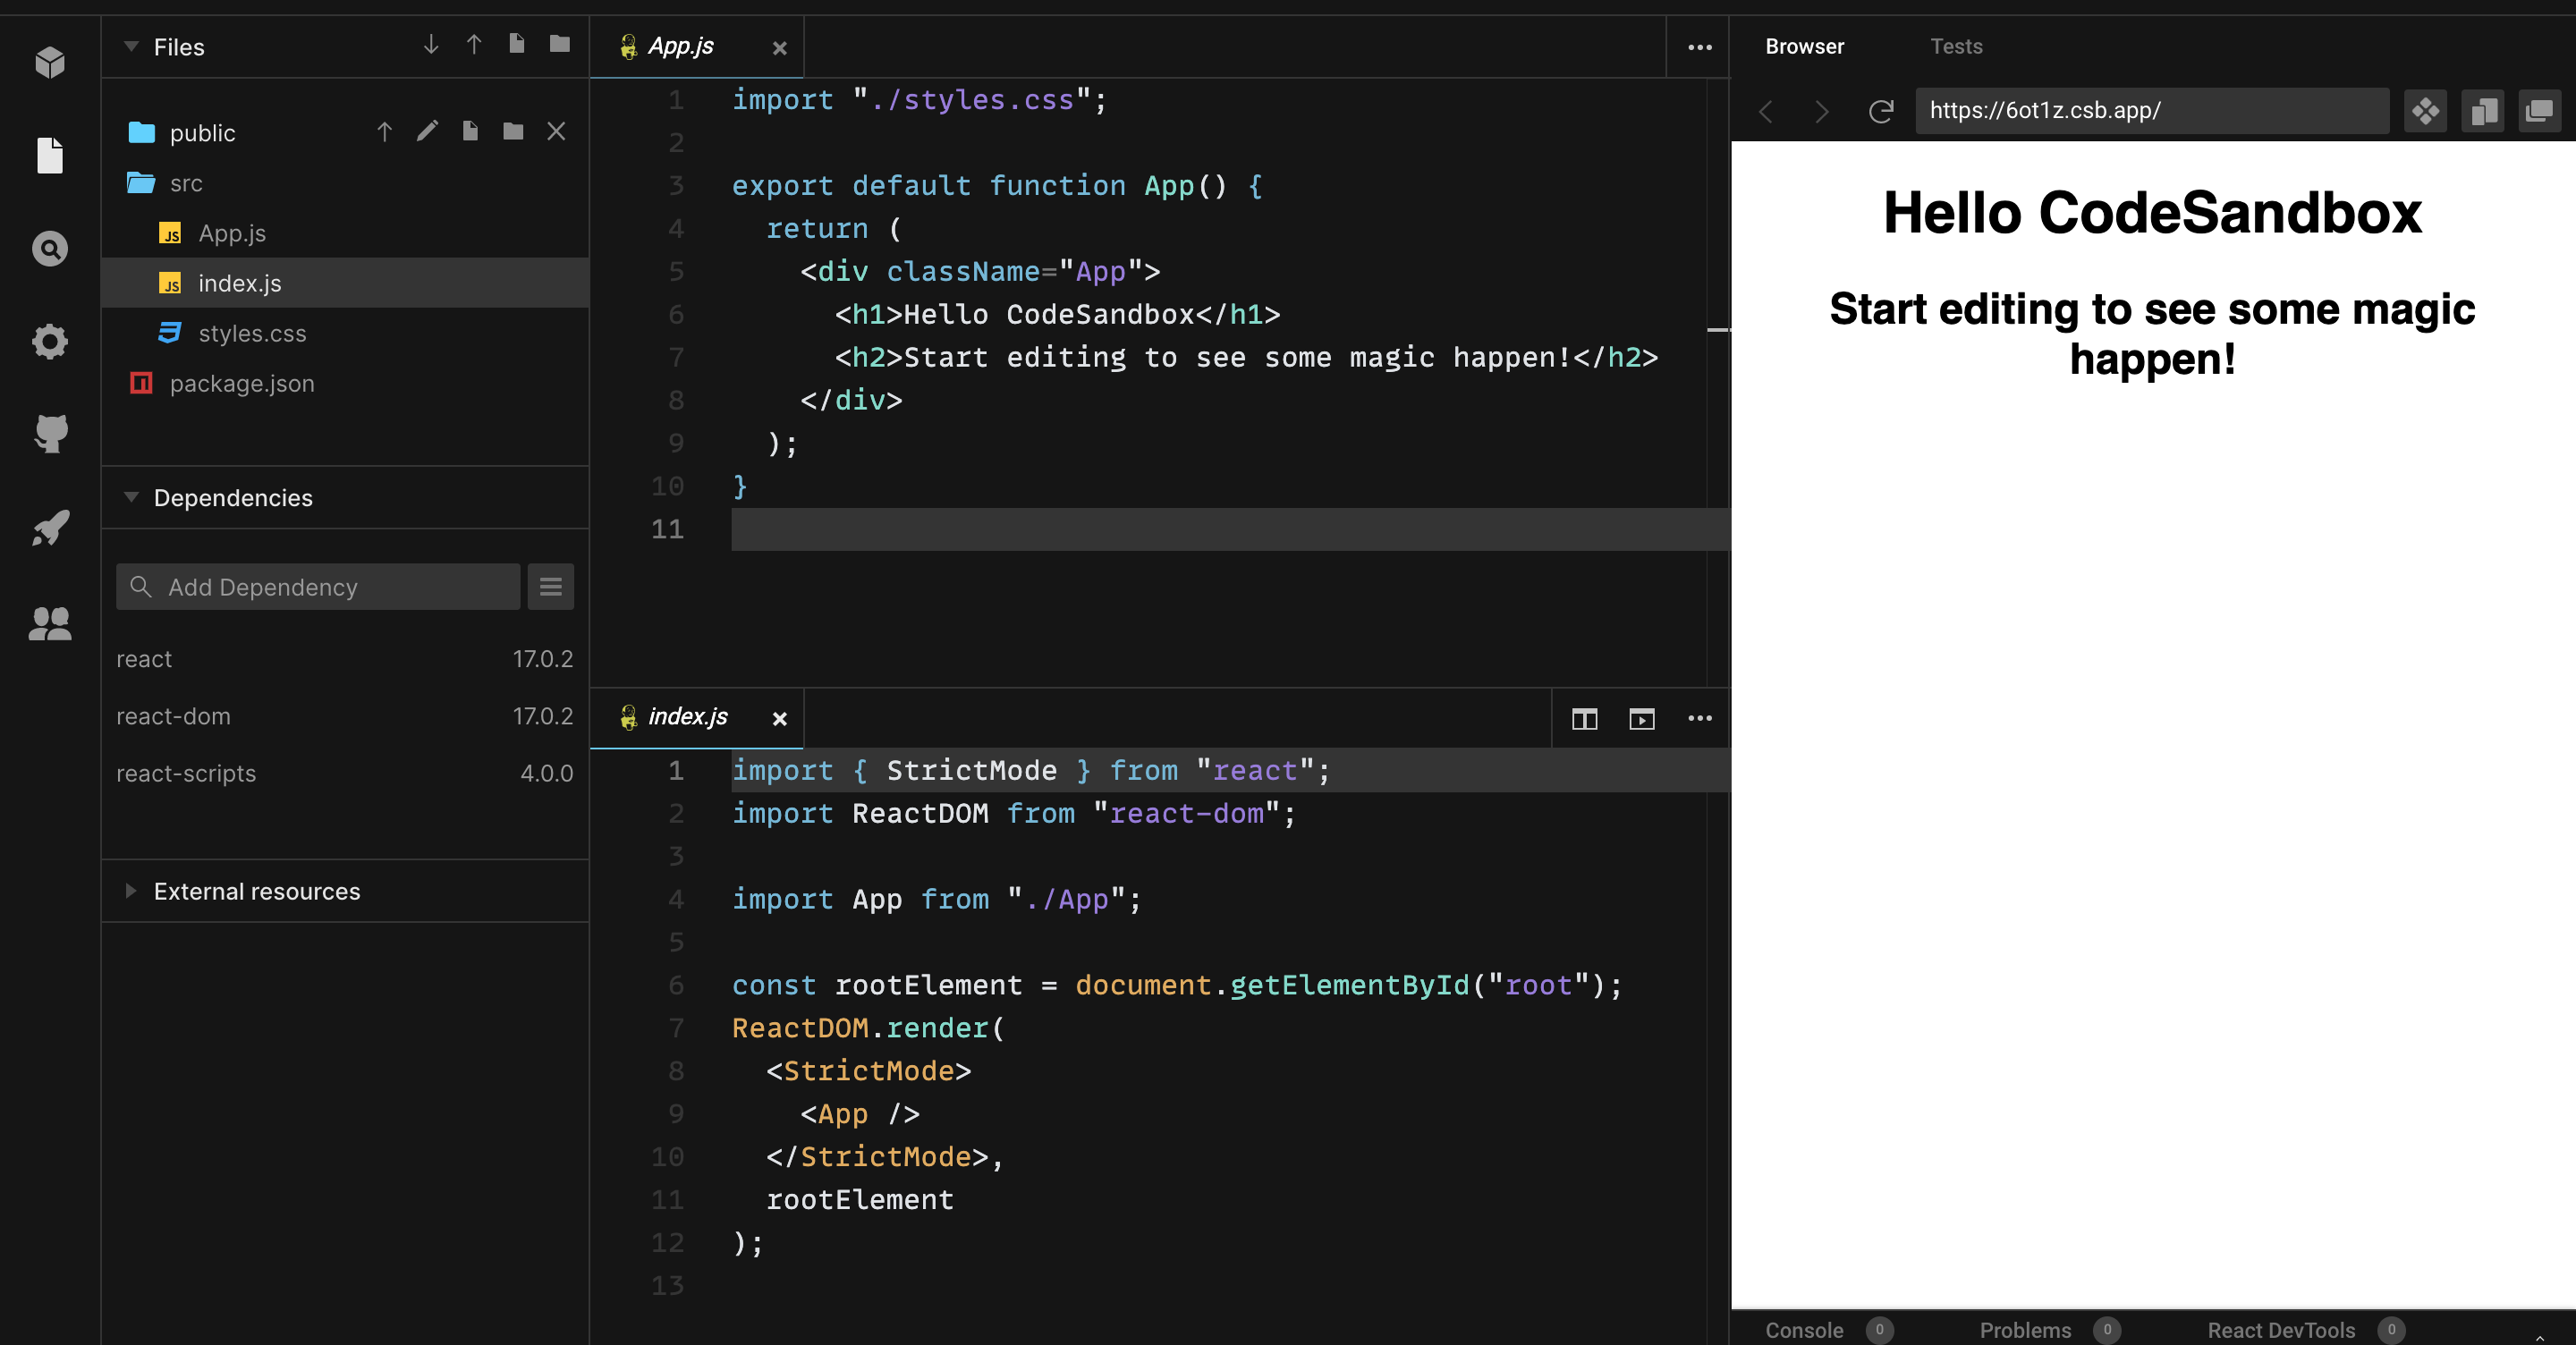 Files
public
src
JS App.js
JS index.js
styles.css
package.json
Dependencies
Add Dependency
react 17.0.2
react-dom 17.0.2
react-scripts 4.0.0
External resources
App.js
1 import "./styles.css";
2
3 export default function App() {
4   return (
5     <div className="App">
6       <h1>Hello CodeSandbox</h1>
7       <h2>Start editing to see some magic happen!</h2>
8     </div>
9   );
10 }
11
index.js
1 import { StrictMode } from "react";
2 import ReactDOM from "react-dom";
3
4 import App from "./App";
5
6 const rootElement = document.getElementById("root");
7 ReactDOM.render(
8   <StrictMode>
9     <App />
10   </StrictMode>,
11   rootElement
12 );
13
Browser Tests
https://6ot1z.csb.app/
Hello CodeSandbox
Start editing to see some magic
happen!
Console 0 Problems 0 React DevTools 0